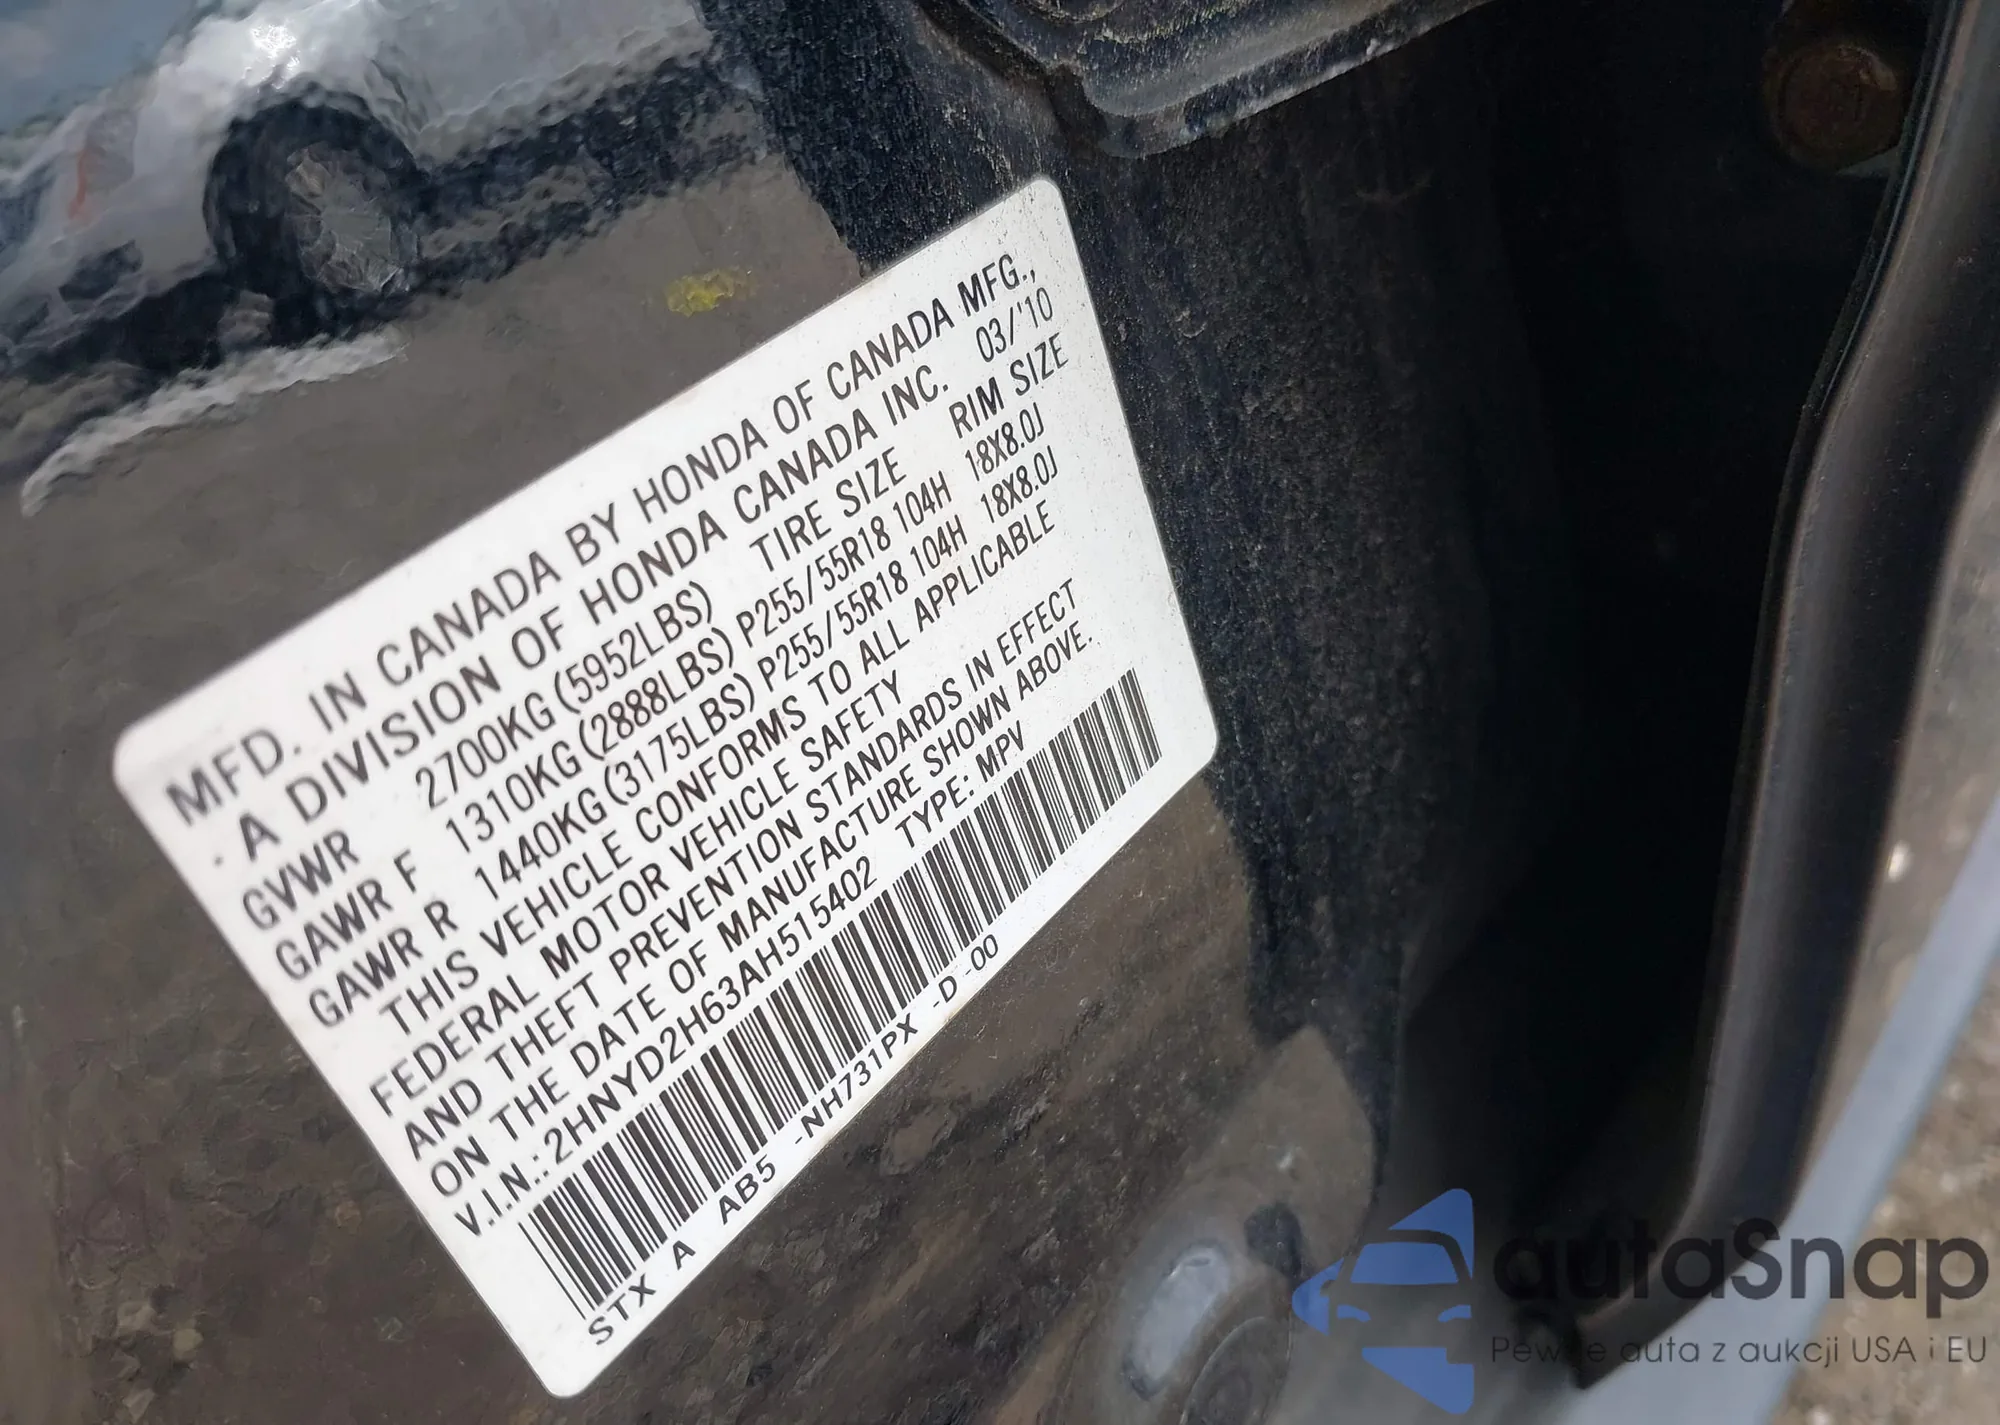 MFD. IN CANADA BY HONDA OF CANADA MFG.,
A DIVISION OF HONDA CANADA INC. 03/'10
GVWR 2700KG (5952LBS) TIRE SIZE RIM SIZE
GAWR F 1310KG (2888LBS) P255/55R18 104H 18X8.0J
GAWR R 1440KG (3175LBS) P255/55R18 104H 18X8.0J
THIS VEHICLE CONFORMS TO ALL APPLICABLE
FEDERAL MOTOR VEHICLE SAFETY
AND THEFT PREVENTION STANDARDS IN EFFECT
ON THE DATE OF MANUFACTURE SHOWN ABOVE.
V.I.N.: 2HNYD2H63AH515402 TYPE: MPV
STX A AB5 -NH731PX -D -00
autaSnap
Pewne auta z aukcji USA i EU